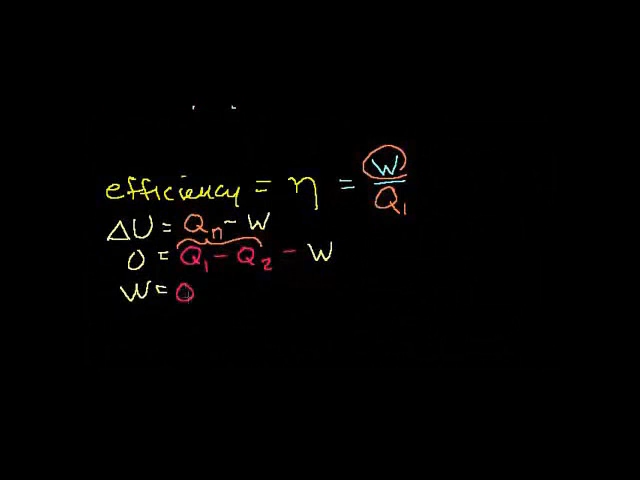 efficiency = η = W / Q₁
ΔU = Qₙ - W
0 = Q₁ - Q₂ - W
W = Q